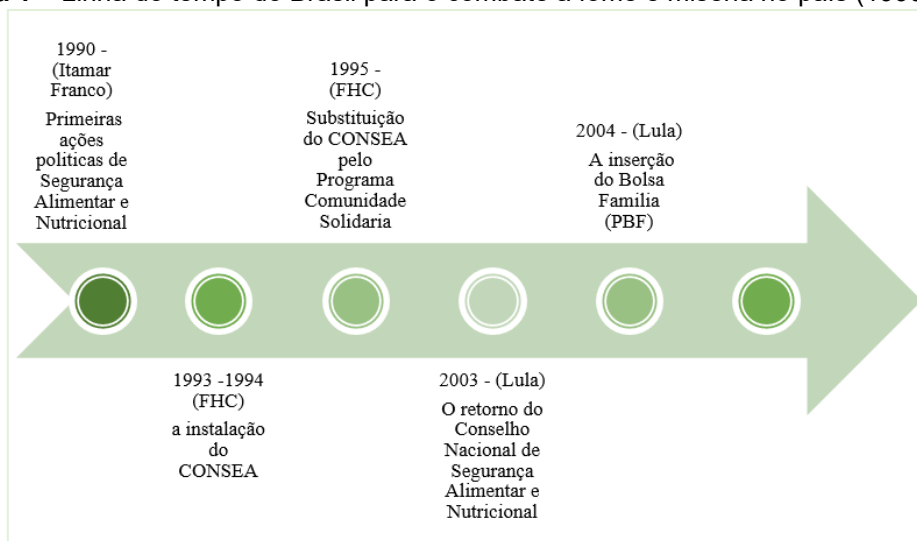 Linha do tempo do Brasil para o combate a fome e miséria no país (199
1990 -
(Itamar
Franco)
Primeiras
ações
politicas de
Segurança
Alimentar e
Nutricional
1993 -1994
(FHC)
a instalação
do
CONSEA
1995 -
(FHC)
Substituição
do CONSEA
pelo
Programa
Comunidade
Solidaria
2003 - (Lula)
O retorno do
Conselho
Nacional de
Segurança
Alimentar e
Nutricional
2004 - (Lula)
A inserção
do Bolsa
Familia
(PBF)